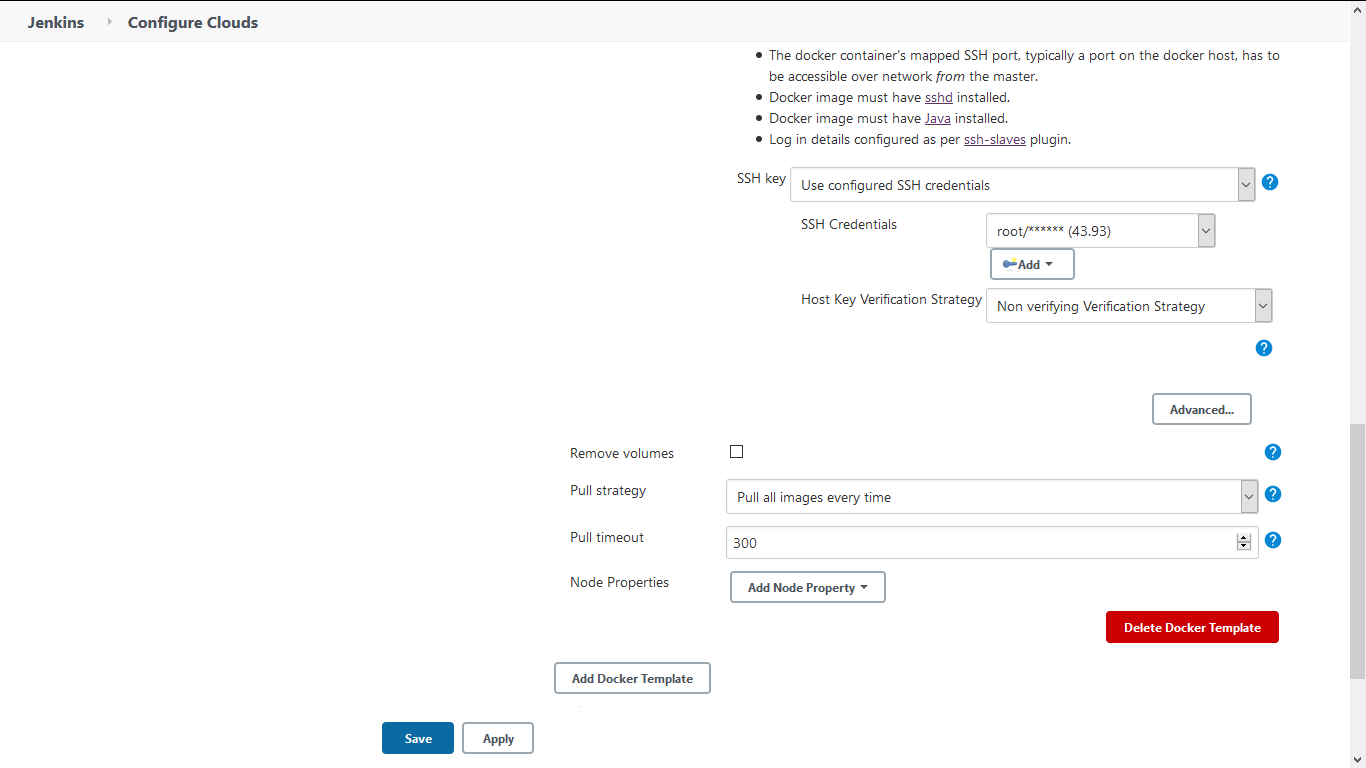 Jenkins Configure Clouds
The docker container's mapped SSH port, typically a port on the docker host, has to
be accessible over network from the master.
Docker image must have sshd installed.
Docker image must have Java installed.
Log in details configured as per ssh-slaves plugin.
SSH key Use configured SSH credentials
SSH Credentials root/****** (43.93)
Add
Host Key Verification Strategy Non verifying Verification Strategy
Advanced...
Remove volumes
Pull strategy Pull all images every time
Pull timeout 300
Node Properties Add Node Property
Delete Docker Template
Add Docker Template
Save Apply